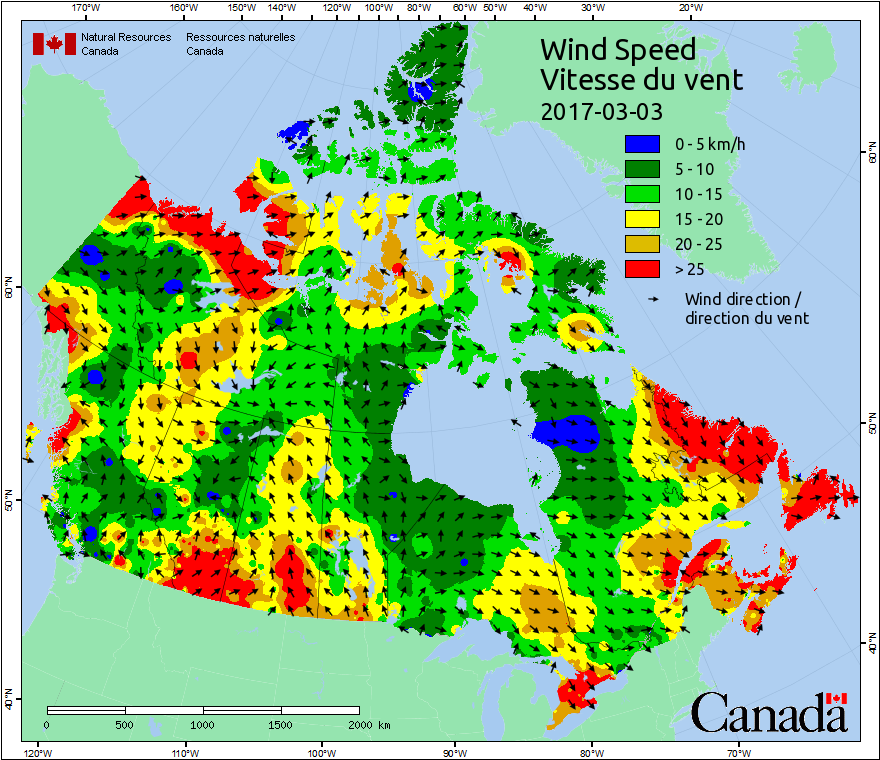 170°W 160°W 150°W 140°W 120°W 100°W 80°W 60°W 50°W 40°W 30°W 20°W
Natural Resources Ressources naturelles
Canada Canada
Wind Speed
Vitesse du vent
2017-03-03
0 - 5 km/h
5 - 10
10 - 15
15 - 20
20 - 25
> 25
Wind direction /
direction du vent
60°N
60°N
50°N
50°N
40°N
40°N
0 500 1000 1500 2000 km
Canada
120°W 110°W 100°W 90°W 80°W 70°W